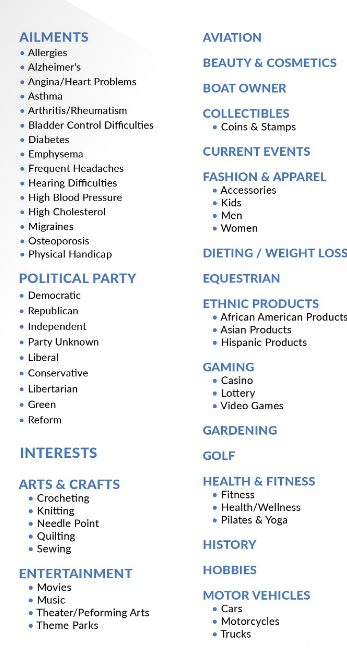 AILMENTS
• Allergies
• Alzheimer's
• Angina/Heart Problems
• Asthma
• Arthritis/Rheumatism
• Bladder Control Difficulties
• Diabetes
• Emphysema
• Frequent Headaches
• Hearing Difficulties
• High Blood Pressure
• High Cholesterol
• Migraines
• Osteoporosis
• Physical Handicap
POLITICAL PARTY
• Democratic
• Republican
• Independent
• Party Unknown
• Liberal
• Conservative
• Libertarian
• Green
• Reform
INTERESTS
ARTS & CRAFTS
• Crocheting
• Knitting
• Needle Point
• Quilting
• Sewing
ENTERTAINMENT
• Movies
• Music
• Theater/Peforming Arts
• Theme Parks
AVIATION
BEAUTY & COSMETICS
BOAT OWNER
COLLECTIBLES
• Coins & Stamps
CURRENT EVENTS
FASHION & APPAREL
• Accessories
• Kids
• Men
• Women
DIETING / WEIGHT LOSS
EQUESTRIAN
ETHNIC PRODUCTS
• African American Products
• Asian Products
• Hispanic Products
GAMING
• Casino
• Lottery
• Video Games
GARDENING
GOLF
HEALTH & FITNESS
• Fitness
• Health/Wellness
• Pilates & Yoga
HISTORY
HOBBIES
MOTOR VEHICLES
• Cars
• Motorcycles
• Trucks